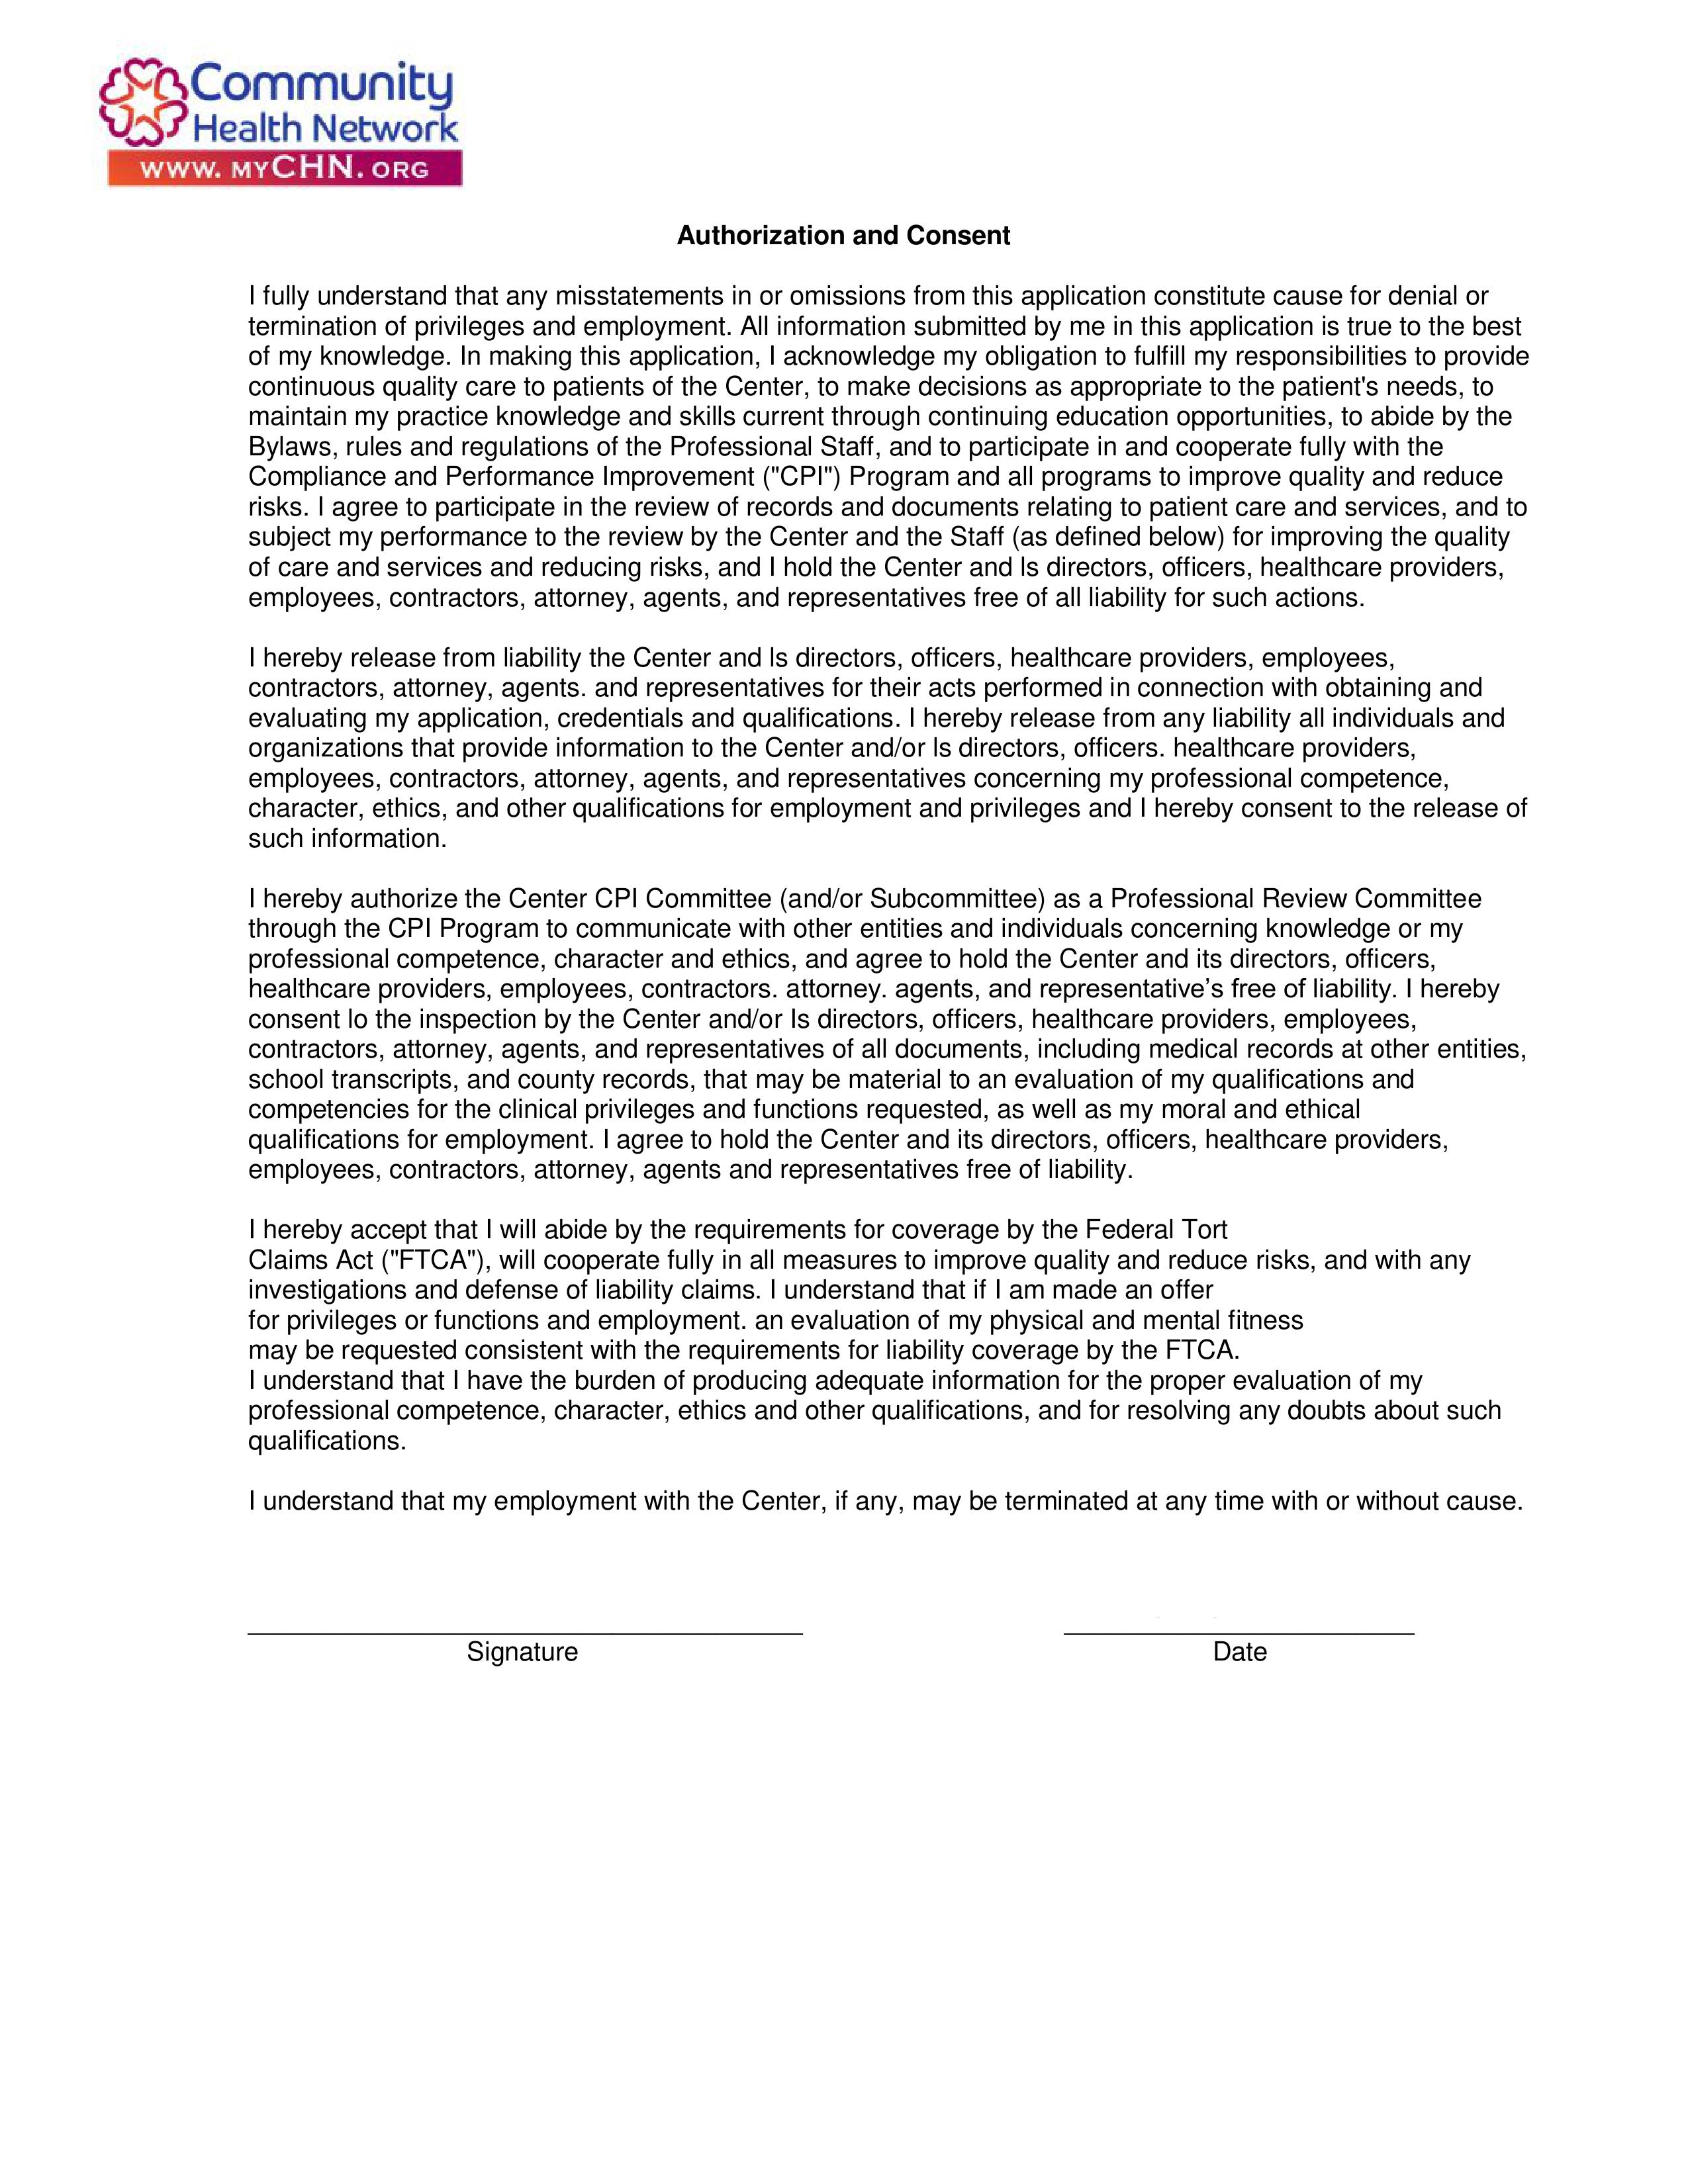 Community
Health Network
WWW. MYCHN. ORG
Authorization and Consent
I fully understand that any misstatements in or omissions from this application constitute cause for denial or
termination of privileges and employment. All information submitted by me in this application is true to the best
of my knowledge. In making this application, I acknowledge my obligation to fulfill my responsibilities to provide
continuous quality care to patients of the Center, to make decisions as appropriate to the patient's needs, to
maintain my practice knowledge and skills current through continuing education opportunities, to abide by the
Bylaws, rules and regulations of the Professional Staff, and to participate in and cooperate fully with the
Compliance and Performance Improvement ("CPI") Program and all programs to improve quality and reduce
risks. I agree to participate in the review of records and documents relating to patient care and services, and to
subject my performance to the review by the Center and the Staff (as defined below) for improving the quality
of care and services and reducing risks, and I hold the Center and ls directors, officers, healthcare providers,
employees, contractors, attorney, agents, and representatives free of all liability for such actions.
I hereby release from liability the Center and ls directors, officers, healthcare providers, employees,
contractors, attorney, agents. and representatives for their acts performed in connection with obtaining and
evaluating my application, credentials and qualifications. I hereby release from any liability all individuals and
organizations that provide information to the Center and/or ls directors, officers. healthcare providers,
employees, contractors, attorney, agents, and representatives concerning my professional competence,
character, ethics, and other qualifications for employment and privileges and I hereby consent to the release of
such information.
I hereby authorize the Center CPI Committee (and/or Subcommittee) as a Professional Review Committee
through the CPI Program to communicate with other entities and individuals concerning knowledge or my
professional competence, character and ethics, and agree to hold the Center and its directors, officers,
healthcare providers, employees, contractors. attorney. agents, and representative’s free of liability. I hereby
consent lo the inspection by the Center and/or ls directors, officers, healthcare providers, employees,
contractors, attorney, agents, and representatives of all documents, including medical records at other entities,
school transcripts, and county records, that may be material to an evaluation of my qualifications and
competencies for the clinical privileges and functions requested, as well as my moral and ethical
qualifications for employment. I agree to hold the Center and its directors, officers, healthcare providers,
employees, contractors, attorney, agents and representatives free of liability.
I hereby accept that I will abide by the requirements for coverage by the Federal Tort
Claims Act ("FTCA"), will cooperate fully in all measures to improve quality and reduce risks, and with any
investigations and defense of liability claims. I understand that if I am made an offer
for privileges or functions and employment. an evaluation of my physical and mental fitness
may be requested consistent with the requirements for liability coverage by the FTCA.
I understand that I have the burden of producing adequate information for the proper evaluation of my
professional competence, character, ethics and other qualifications, and for resolving any doubts about such
qualifications.
I understand that my employment with the Center, if any, may be terminated at any time with or without cause.
Signature
Date